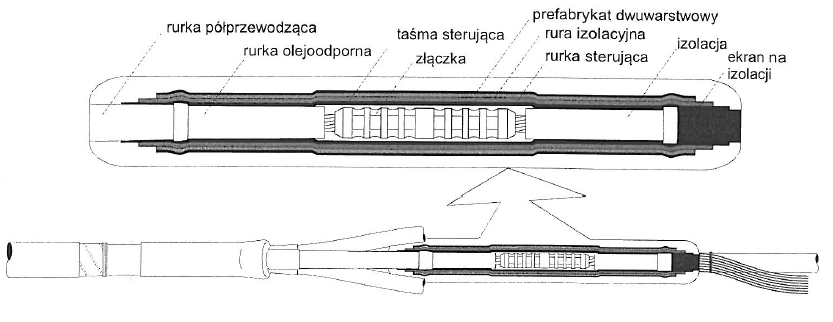 rurka półprzewodząca
rurka olejoodporna
taśma sterująca
złączka
prefabrykat dwuwarstwowy
rura izolacyjna
rurka sterująca
izolacja
ekran na
izolacji